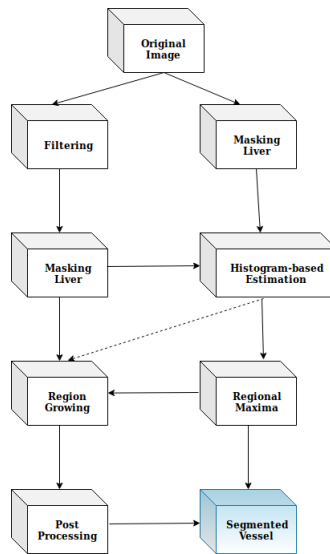 Original
Image
Filtering
Masking
Liver
Masking
Liver
Histogram-based
Estimation
Region
Growing
Regional
Maxima
Post
Processing
Segmented
Vessel